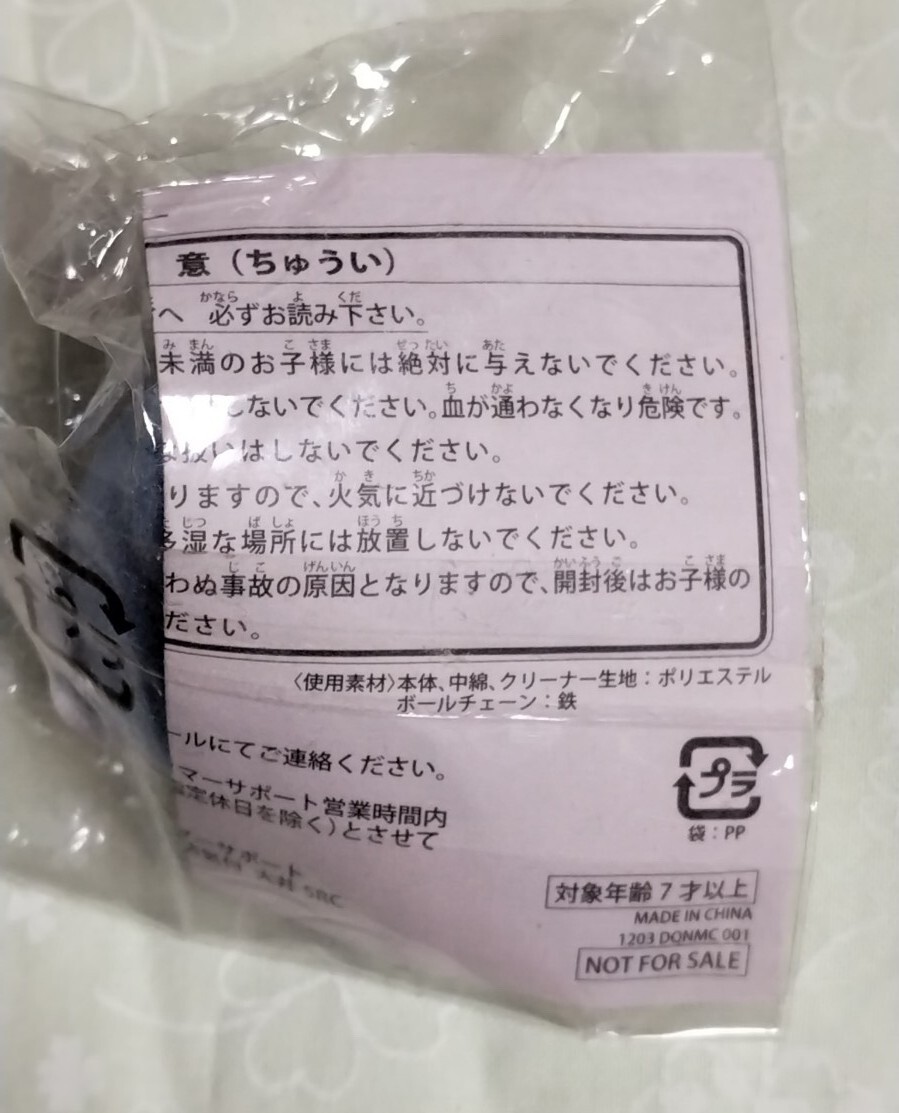 意（ちゅうい）
へ 必ずお読み下さい。
未満のお子様には絶対に与えないでください。
しないでください。血が通わなくなり危険です。
な扱いはしないでください。
りますので、火気に近づけないでください。
多湿な場所には放置しないでください。
わぬ事故の原因となりますので、開封後はお子様の
ださい。
〈使用素材〉本体、中綿、クリーナー生地：ポリエステル
ボールチェーン：鉄
ールにてご連絡ください。
マーサポート営業時間内
定休日を除く）とさせて
ーサポート
プラ
袋：PP
対象年齢７才以上
MADE IN CHINA
1203 DQNMC 001
NOT FOR SALE